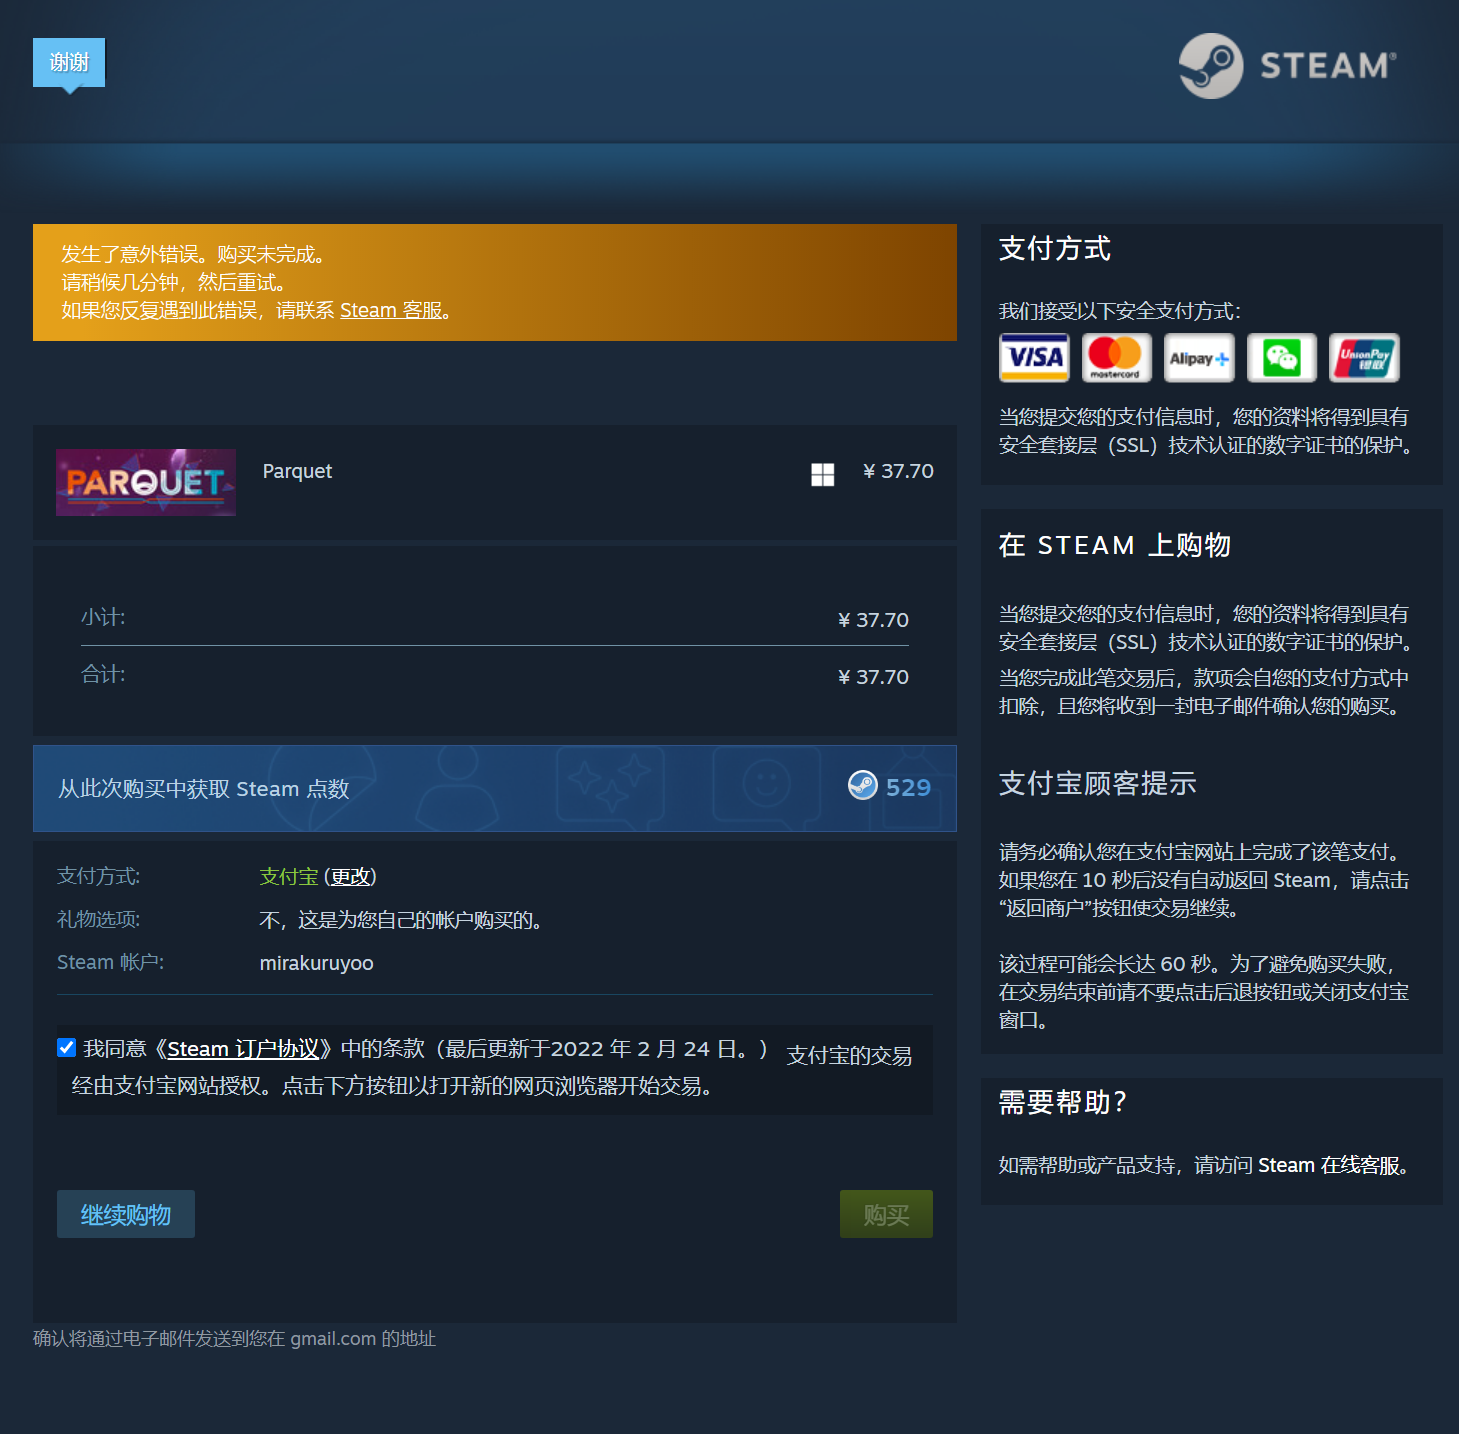 谢谢
STEAM®
发生了意外错误。购买未完成。
请稍候几分钟，然后重试。
如果您反复遇到此错误，请联系 Steam 客服。
PARQUET
Parquet
¥ 37.70
小计:
¥ 37.70
合计:
¥ 37.70
从此次购买中获取 Steam 点数
529
支付方式:
支付宝 (更改)
礼物选项:
不，这是为您自己的帐户购买的。
Steam 帐户:
mirakuruyoo
我同意《Steam 订户协议》中的条款（最后更新于2022 年 2 月 24 日。） 支付宝的交易
经由支付宝网站授权。点击下方按钮以打开新的网页浏览器开始交易。
继续购物
购买
确认将通过电子邮件发送到您在 gmail.com 的地址
支付方式
我们接受以下安全支付方式：
VISA
mastercard
Alipay+
UnionPay
银联
当您提交您的支付信息时，您的资料将得到具有
安全套接层（SSL）技术认证的数字证书的保护。
在 STEAM 上购物
当您提交您的支付信息时，您的资料将得到具有
安全套接层（SSL）技术认证的数字证书的保护。
当您完成此笔交易后，款项会自您的支付方式中
扣除，且您将收到一封电子邮件确认您的购买。
支付宝顾客提示
请务必确认您在支付宝网站上完成了该笔支付。
如果您在 10 秒后没有自动返回 Steam，请点击
“返回商户”按钮使交易继续。
该过程可能会长达 60 秒。为了避免购买失败，
在交易结束前请不要点击后退按钮或关闭支付宝
窗口。
需要帮助？
如需帮助或产品支持，请访问 Steam 在线客服。